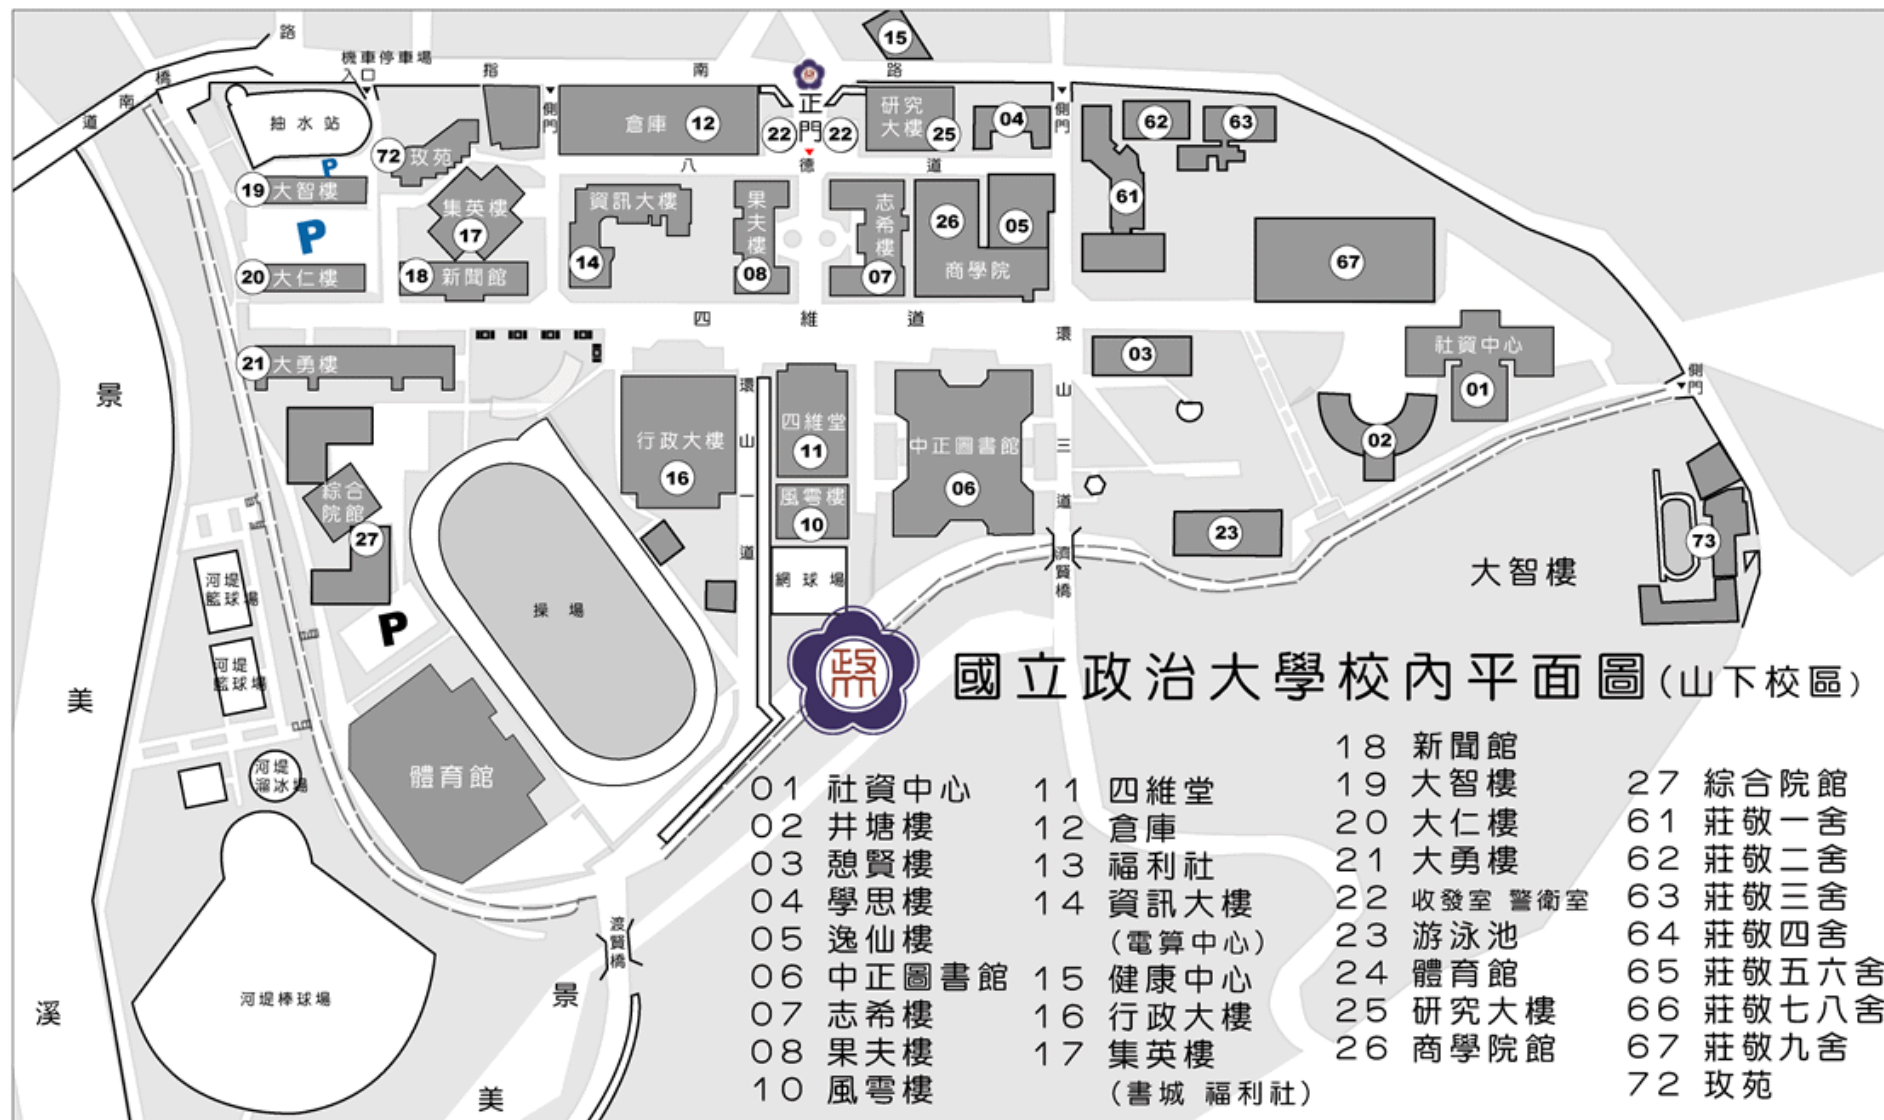 路
機車停車場
入口
指
南
路
15
橋
南
道
抽水站
側門
倉庫 12
正門
22
22
研究
大樓
25
04
側門
62
63
72 玫苑
P
八
德
道
19 大智樓
集英樓
17
資訊大樓
14
果夫樓
08
志希樓
07
26
05
商學院
61
67
P
20 大仁樓
18 新聞館
四
維
道
環
山
三
道
21 大勇樓
03
社資中心
01
側門
景
美
溪
行政大樓
16
環
山
一
道
四維堂
11
中正圖書館
06
02
綜合
院館
27
風雩樓
10
23
73
濟賢橋
大智樓
河堤
籃球場
網球場
操場
P
河堤
籃球場
政大
國立政治大學校內平面圖(山下校區)
河堤
溜冰場
體育館
渡賢橋
河堤棒球場
景
美
01 社資中心
02 井塘樓
03 憩賢樓
04 學思樓
05 逸仙樓
06 中正圖書館
07 志希樓
08 果夫樓
10 風雩樓
11 四維堂
12 倉庫
13 福利社
14 資訊大樓
(電算中心)
15 健康中心
16 行政大樓
17 集英樓
(書城 福利社)
18 新聞館
19 大智樓
20 大仁樓
21 大勇樓
22 收發室 警衛室
23 游泳池
24 體育館
25 研究大樓
26 商學院館
27 綜合院館
61 莊敬一舍
62 莊敬二舍
63 莊敬三舍
64 莊敬四舍
65 莊敬五六舍
66 莊敬七八舍
67 莊敬九舍
72 玫苑